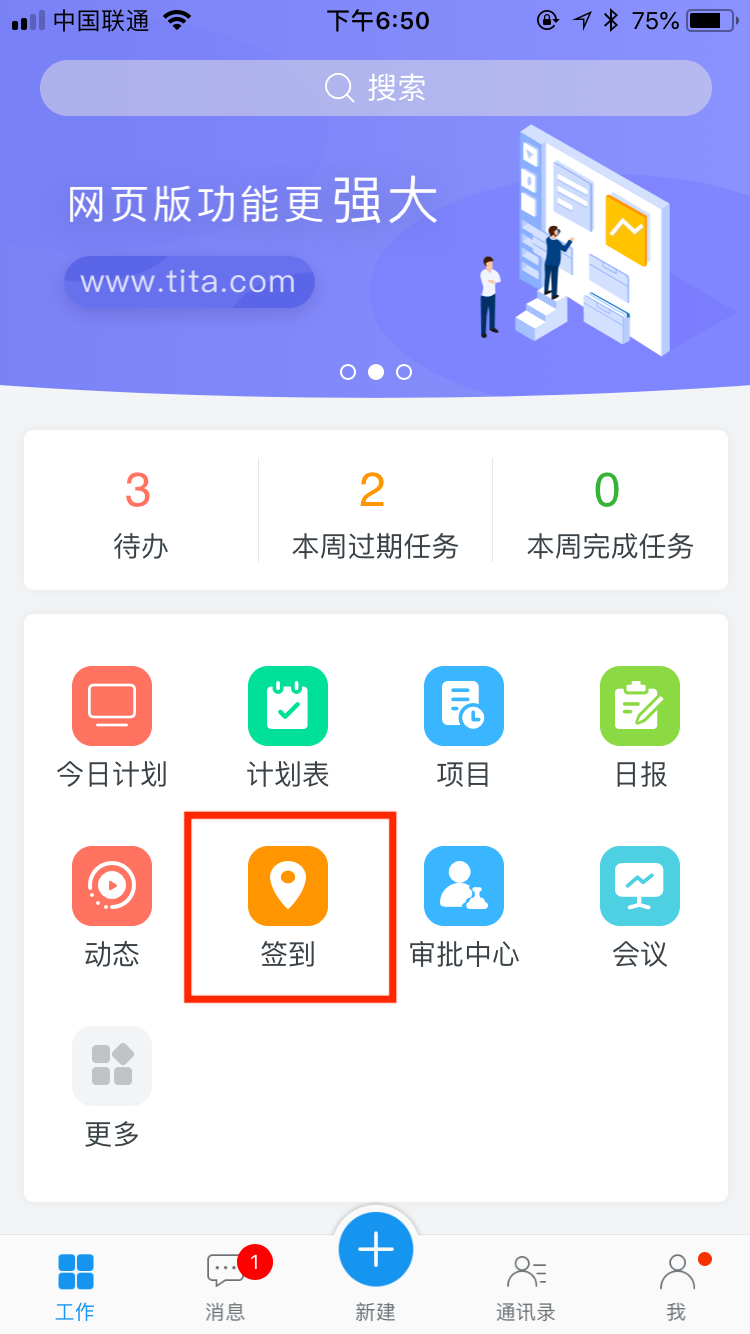 中国联通 下午6:50 75%
搜索
网页版功能更强大
www.tita.com
3 2 0
待办 本周过期任务 本周完成任务
今日计划 计划表 项目 日报
动态 签到 审批中心 会议
更多
1
工作 消息 新建 通讯录 我